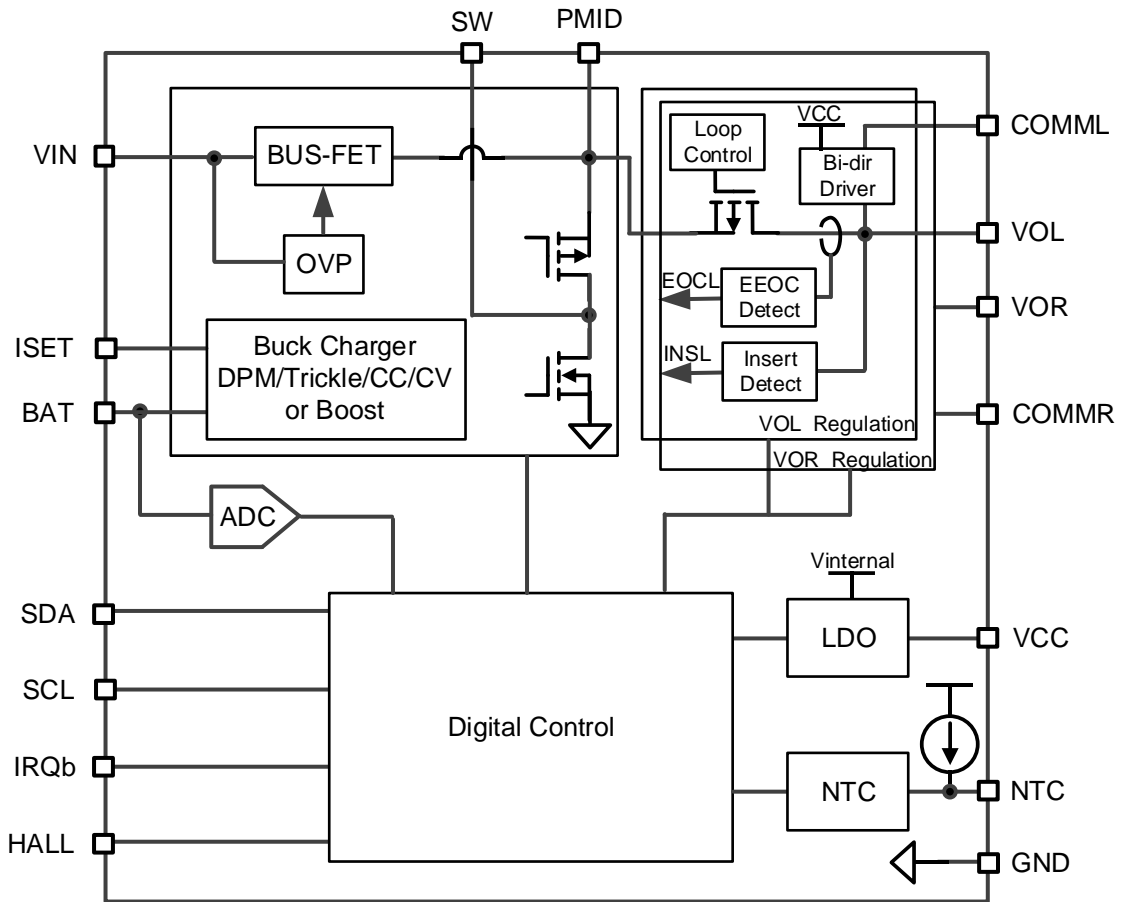 SW
PMID
VIN
BUS-FET
OVP
ISET
BAT
Buck Charger
DPM/Trickle/CC/CV
or Boost
Loop
Control
VCC
Bi-dir
Driver
COMML
VOL
EOCL
EEOC
Detect
VOR
INSL
Insert
Detect
COMMR
VOL Regulation
VOR Regulation
ADC
Vinternal
SDA
LDO
VCC
SCL
Digital Control
IRQb
NTC
NTC
HALL
GND